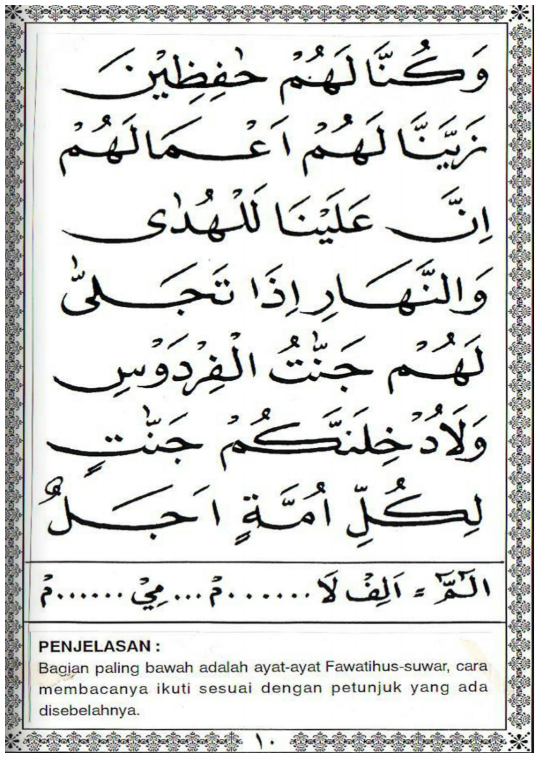 وَكُنَّا لَهُمْ حٰفِظِيْنَ
زَيَّنَّا لَهُمْ اَعْمَالَهُمْ
اِنَّ عَلَيْنَا لَلْهُدٰى
وَالنَّهَارِ اِذَا تَجَلّٰى
لَهُمْ جَنّٰتُ الْفِرْدَوْسِ
وَلَاُدْخِلَنَّكُمْ جَنّٰتٍ
لِكُلِّ اُمَّةٍ اَجَلٌ
الٓمّٓ = اَلِفْ لَا......مْ...مِيْ......مْ
PENJELASAN :
Bagian paling bawah adalah ayat-ayat Fawatihus-suwar, cara
membacanya ikuti sesuai dengan petunjuk yang ada
disebelahnya.
١٠